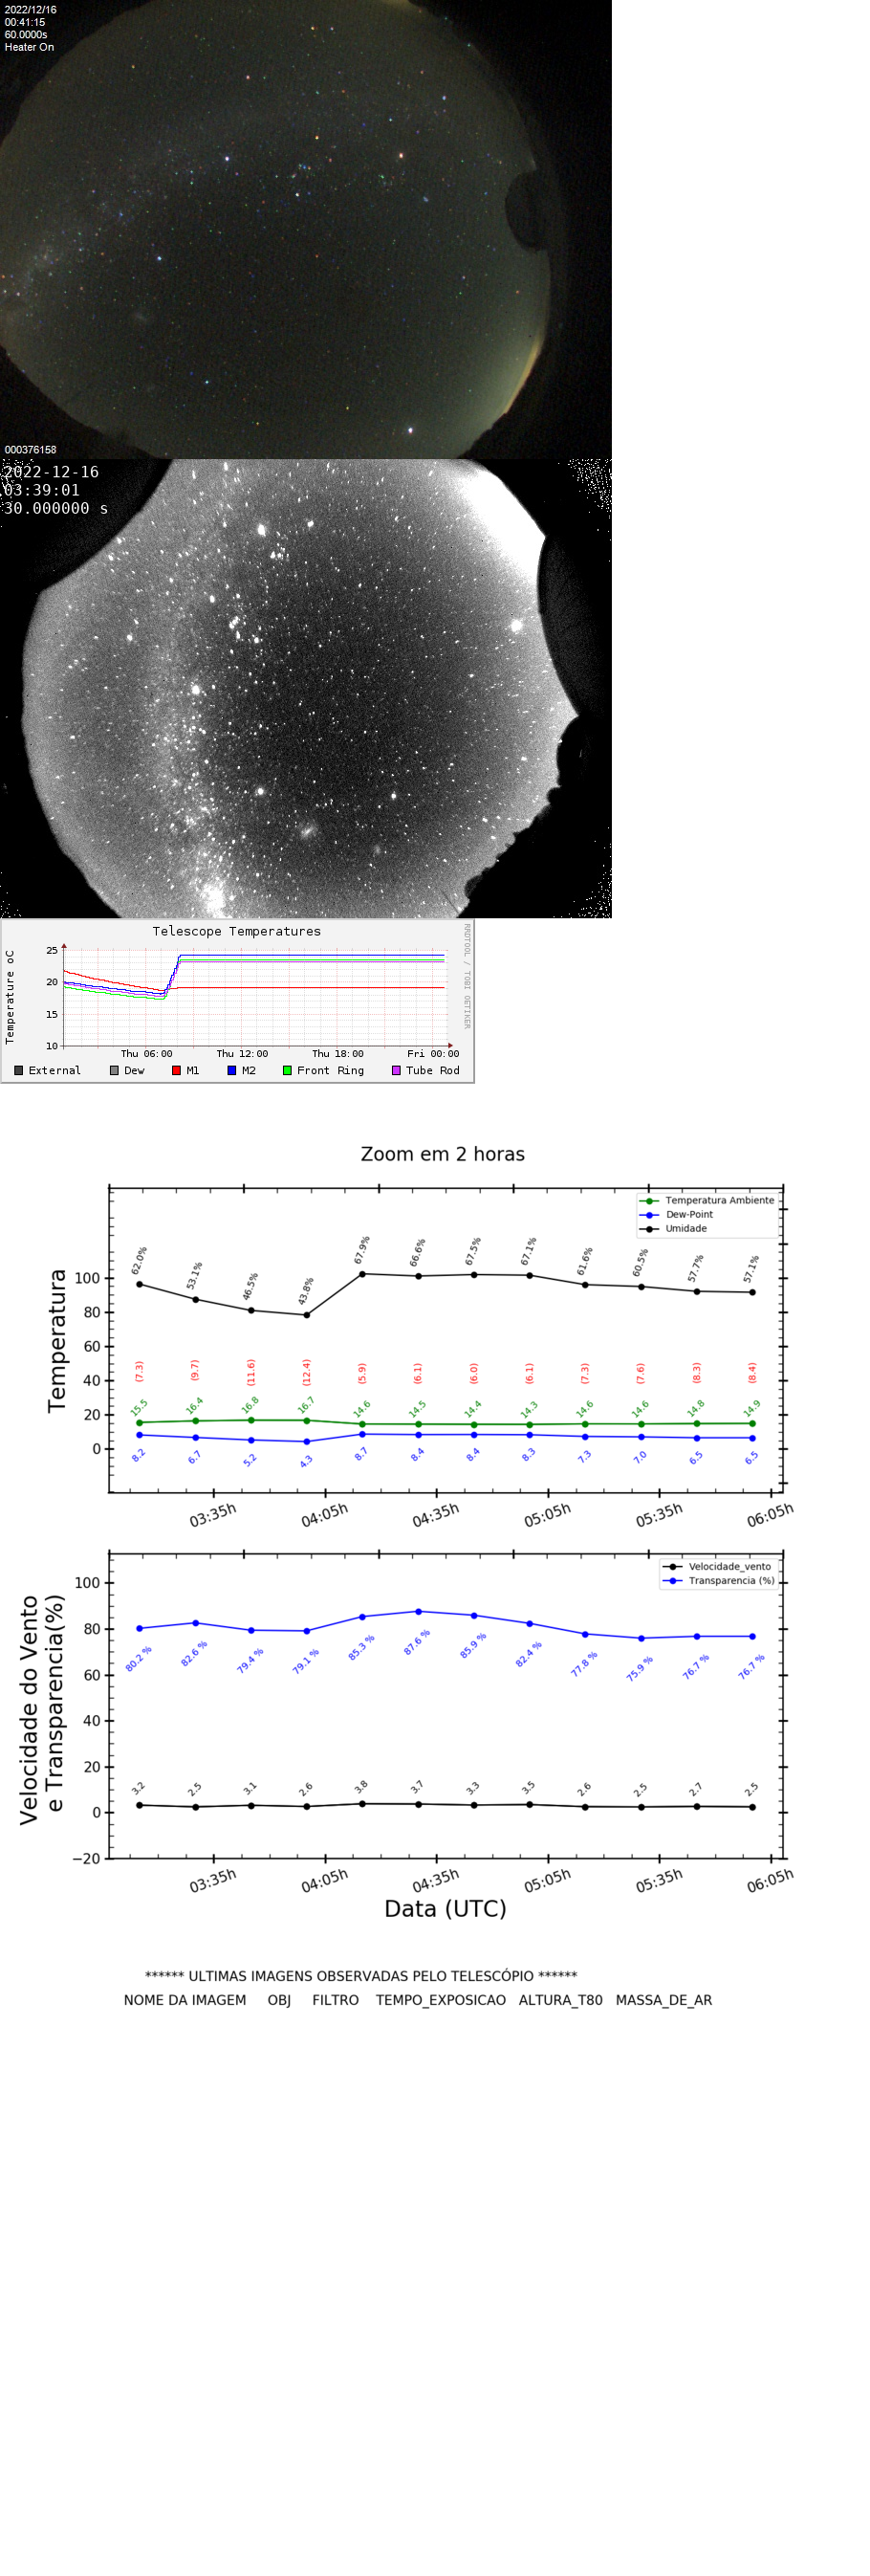 2022/12/16
00:41:15
60.0000s
Heater On
000376158
2022-12-16
03:39:01
30.000000 s
Telescope Temperatures
RRDTOOL / TOBI OETIKER
Temperature oC
25
20
15
10
Thu 06:00 Thu 12:00 Thu 18:00 Fri 00:00
External Dew M1 M2 Front Ring Tube Rod
Zoom em 2 horas
Temperatura Ambiente
Dew-Point
Umidade
Temperatura
100
80
60
40
20
0
62.0% 53.1% 46.5% 43.8% 67.9% 66.6% 67.5% 67.1% 61.6% 60.5% 57.7% 57.1%
(7.3) (9.7) (11.6) (12.4) (5.9) (6.1) (6.0) (6.1) (7.3) (7.6) (8.3) (8.4)
15.5 16.4 16.8 16.7 14.6 14.5 14.4 14.3 14.6 14.6 14.8 14.9
8.2 6.7 5.2 4.3 8.7 8.4 8.4 8.3 7.3 7.0 6.5 6.5
03:35h 04:05h 04:35h 05:05h 05:35h 06:05h
Velocidade_vento
Transparencia (%)
Velocidade do Vento
e Transparencia(%)
100
80
60
40
20
0
−20
80.2 % 82.6 % 79.4 % 79.1 % 85.3 % 87.6 % 85.9 % 82.4 % 77.8 % 75.9 % 76.7 % 76.7 %
3.2 2.5 3.1 2.6 3.8 3.7 3.3 3.5 2.6 2.5 2.7 2.5
03:35h 04:05h 04:35h 05:05h 05:35h 06:05h
Data (UTC)
****** ULTIMAS IMAGENS OBSERVADAS PELO TELESCÓPIO ******
NOME DA IMAGEM OBJ FILTRO TEMPO_EXPOSICAO ALTURA_T80 MASSA_DE_AR